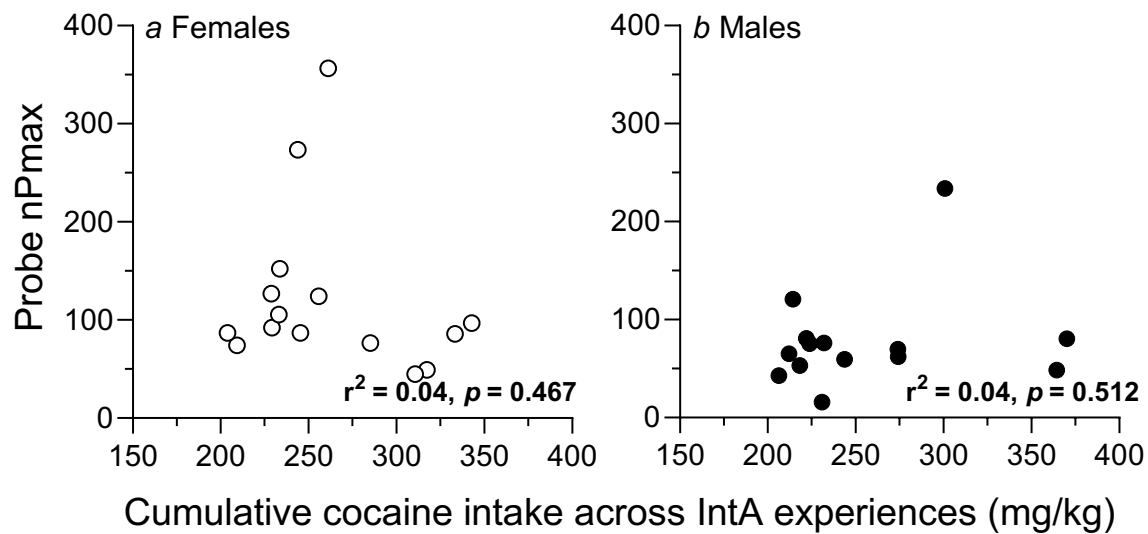 a Females
b Males
400
300
200
100
0
400
300
200
100
0
Probe nPmax
r² = 0.04, p = 0.467
r² = 0.04, p = 0.512
150 200 250 300 350 400
150 200 250 300 350 400
Cumulative cocaine intake across IntA experiences (mg/kg)